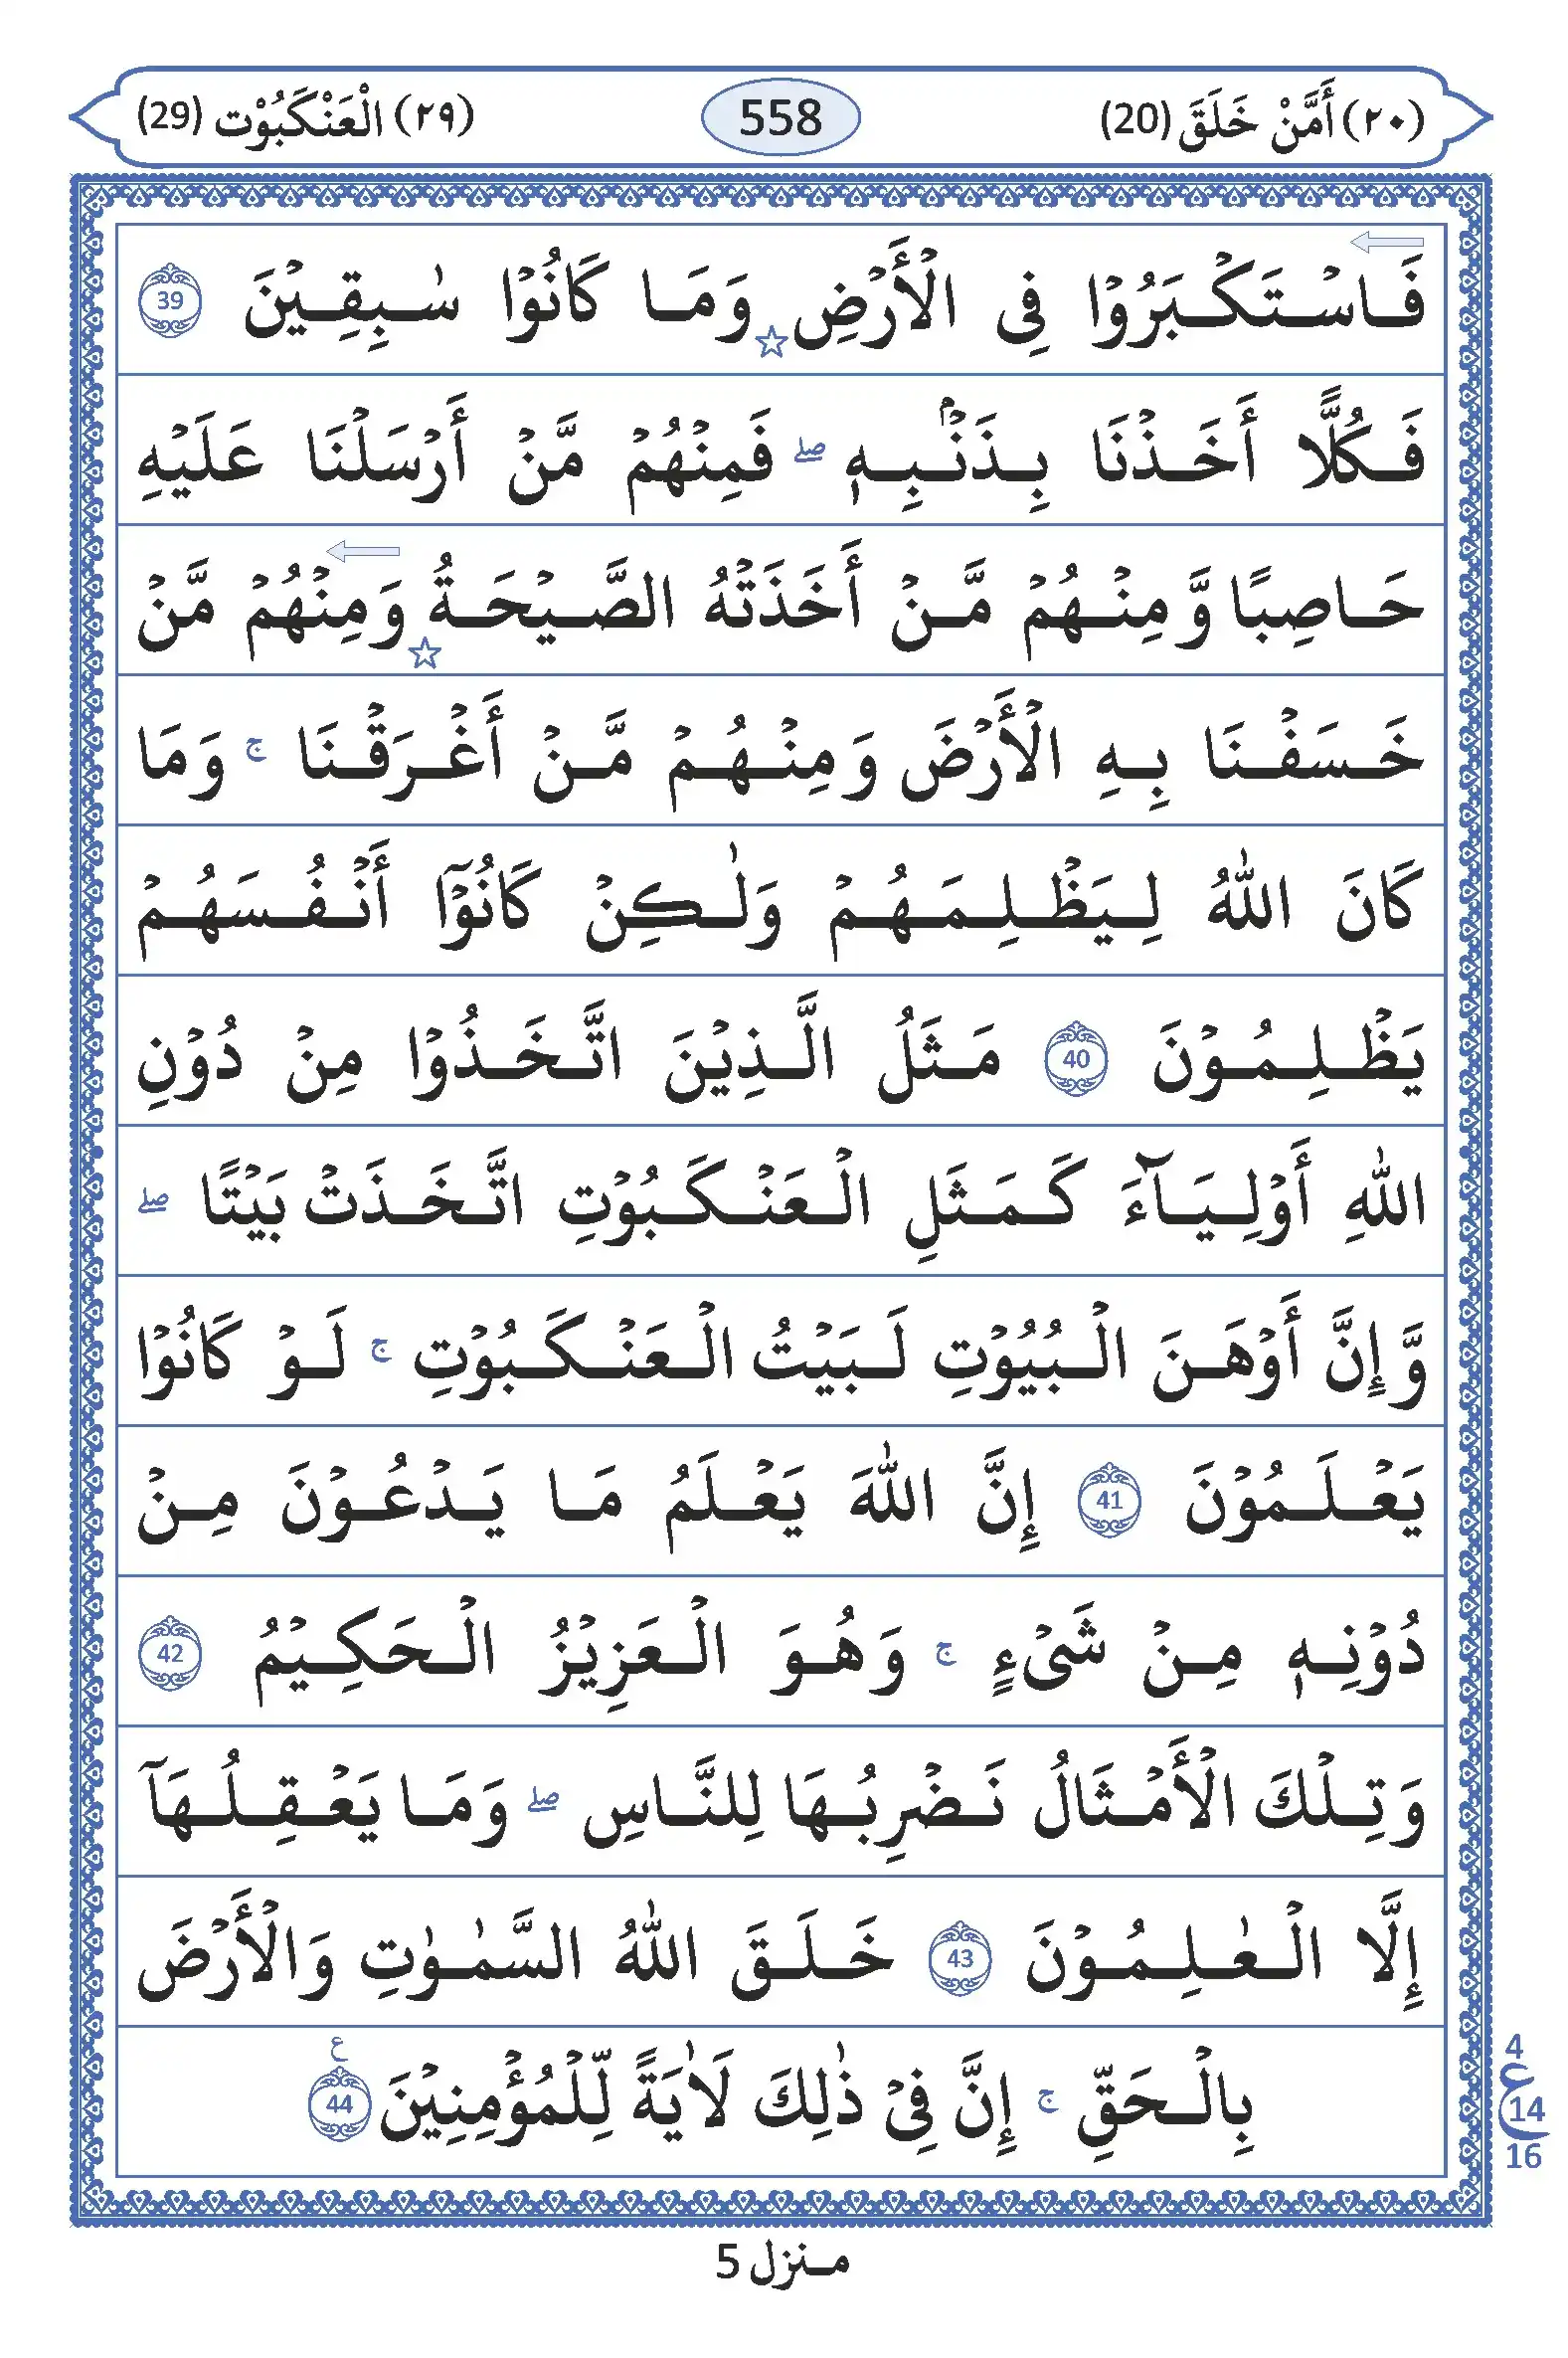 (٢٠) أَمَّنْ خَلَقَ (20) 558 (٢٩) الْعَنْكَبُوْت (29)
فَاسْتَكْبَرُوْا فِى الْأَرْضِ ☆ وَمَا كَانُوْا سٰبِقِيْنَ 39
فَكُلًّا أَخَذْنَا بِذَنْۢبِهٖ ۖ فَمِنْهُمْ مَّنْ أَرْسَلْنَا عَلَيْهِ
حَاصِبًا وَّمِنْهُمْ مَّنْ أَخَذَتْهُ الصَّيْحَةُ ☆ وَمِنْهُمْ مَّنْ
خَسَفْنَا بِهِ الْأَرْضَ وَمِنْهُمْ مَّنْ أَغْرَقْنَا ۚ وَمَا
كَانَ اللّٰهُ لِيَظْلِمَهُمْ وَلٰكِنْ كَانُوْٓا أَنْفُسَهُمْ
يَظْلِمُوْنَ 40 مَثَلُ الَّذِيْنَ اتَّخَذُوْا مِنْ دُوْنِ
اللّٰهِ أَوْلِيَآءَ كَمَثَلِ الْعَنْكَبُوْتِ اتَّخَذَتْ بَيْتًا ۖ
وَّإِنَّ أَوْهَنَ الْبُيُوْتِ لَبَيْتُ الْعَنْكَبُوْتِ ۚ لَوْ كَانُوْا
يَعْلَمُوْنَ 41 إِنَّ اللّٰهَ يَعْلَمُ مَا يَدْعُوْنَ مِنْ
دُوْنِهٖ مِنْ شَىْءٍ ۚ وَهُوَ الْعَزِيْزُ الْحَكِيْمُ 42
وَتِلْكَ الْأَمْثَالُ نَضْرِبُهَا لِلنَّاسِ ۖ وَمَا يَعْقِلُهَآ
إِلَّا الْعٰلِمُوْنَ 43 خَلَقَ اللّٰهُ السَّمٰوٰتِ وَالْأَرْضَ
بِالْحَقِّ ۚ إِنَّ فِىْ ذٰلِكَ لَاٰيَةً لِّلْمُؤْمِنِيْنَ 44 ع
4
ع 14
16
منزل 5